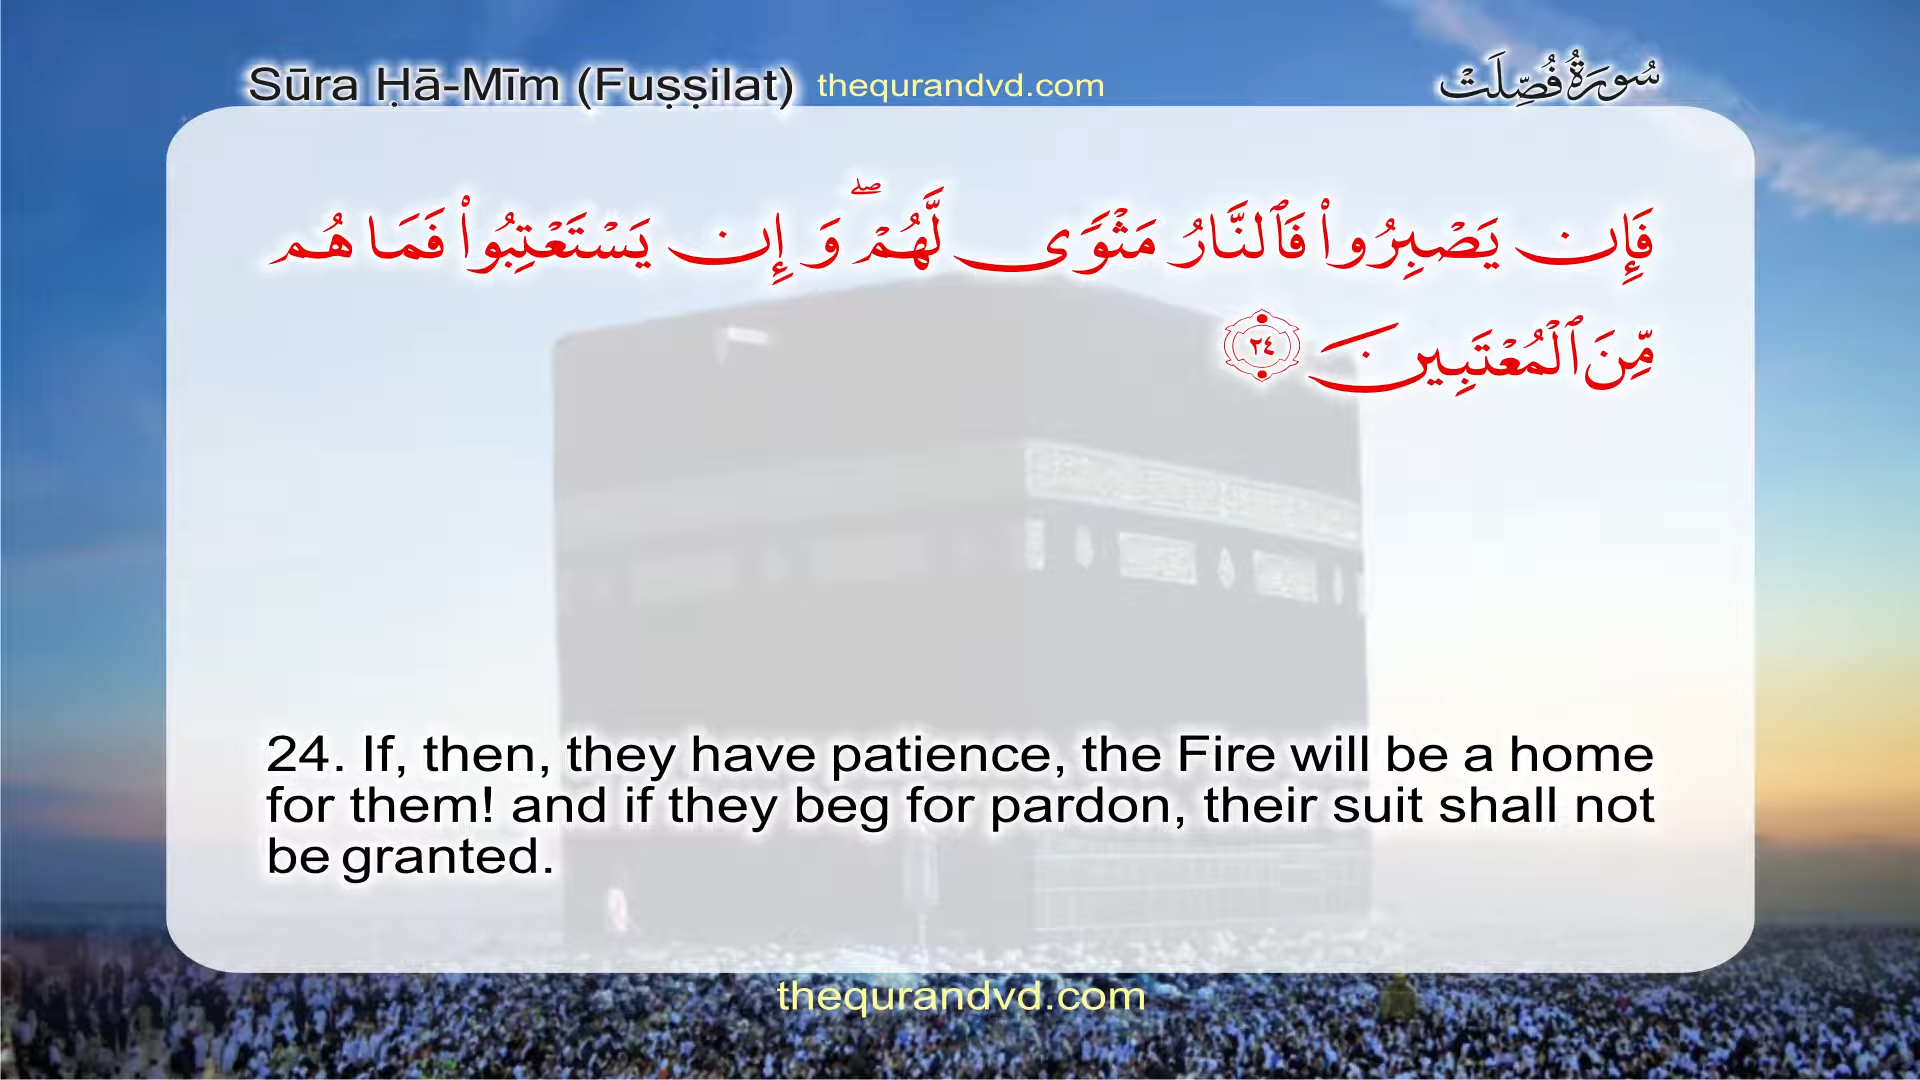 Sūra Ḥā-Mīm (Fuṣṣilat) thequrandvd.com سُورَةُ فُصِّلَتْ
فَإِن يَصْبِرُوا۟ فَٱلنَّارُ مَثْوًى لَّهُمْ ۖ وَإِن يَسْتَعْتِبُوا۟ فَمَا هُم
مِّنَ ٱلْمُعْتَبِينَ ٢٤
24. If, then, they have patience, the Fire will be a home
for them! and if they beg for pardon, their suit shall not
be granted.
thequrandvd.com